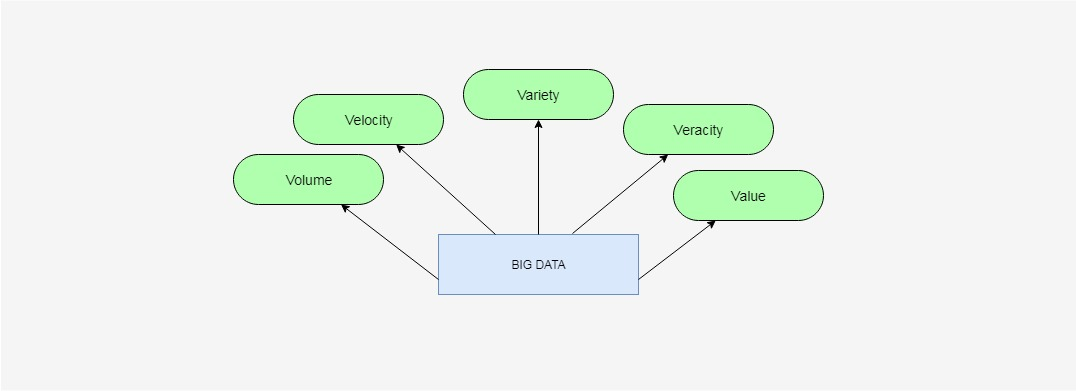 Variety
Velocity
Veracity
Volume
Value
BIG DATA